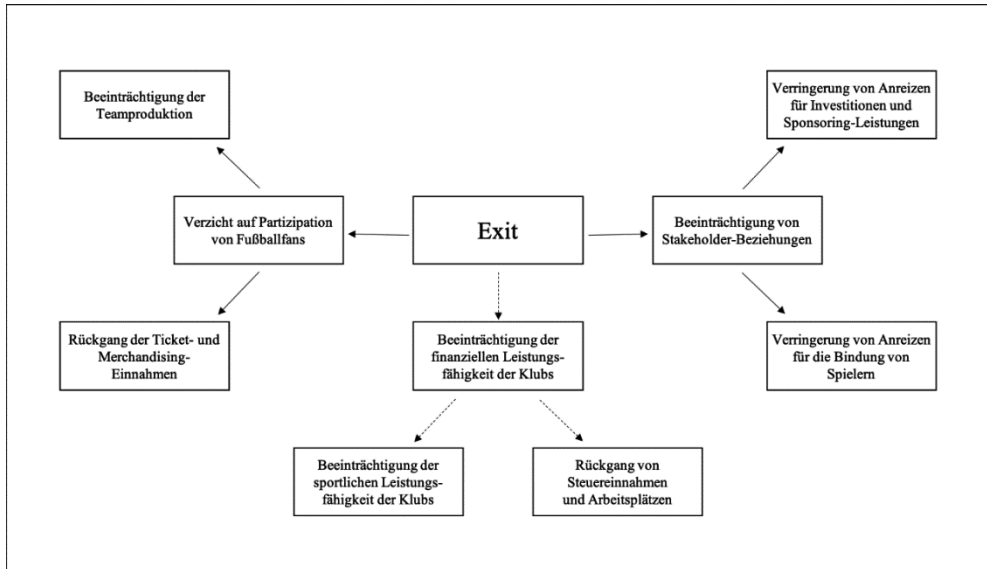 Beeinträchtigung der
Teamproduktion
Verringerung von Anreizen
für Investitionen und
Sponsoring-Leistungen
Verzicht auf Partizipation
von Fußballfans
Exit
Beeinträchtigung von
Stakeholder-Beziehungen
Rückgang der Ticket- und
Merchandising-
Einnahmen
Beeinträchtigung der
finanziellen Leistungs-
fähigkeit der Klubs
Verringerung von Anreizen
für die Bindung von
Spielern
Beeinträchtigung der
sportlichen Leistungs-
fähigkeit der Klubs
Rückgang von
Steuereinnahmen
und Arbeitsplätzen